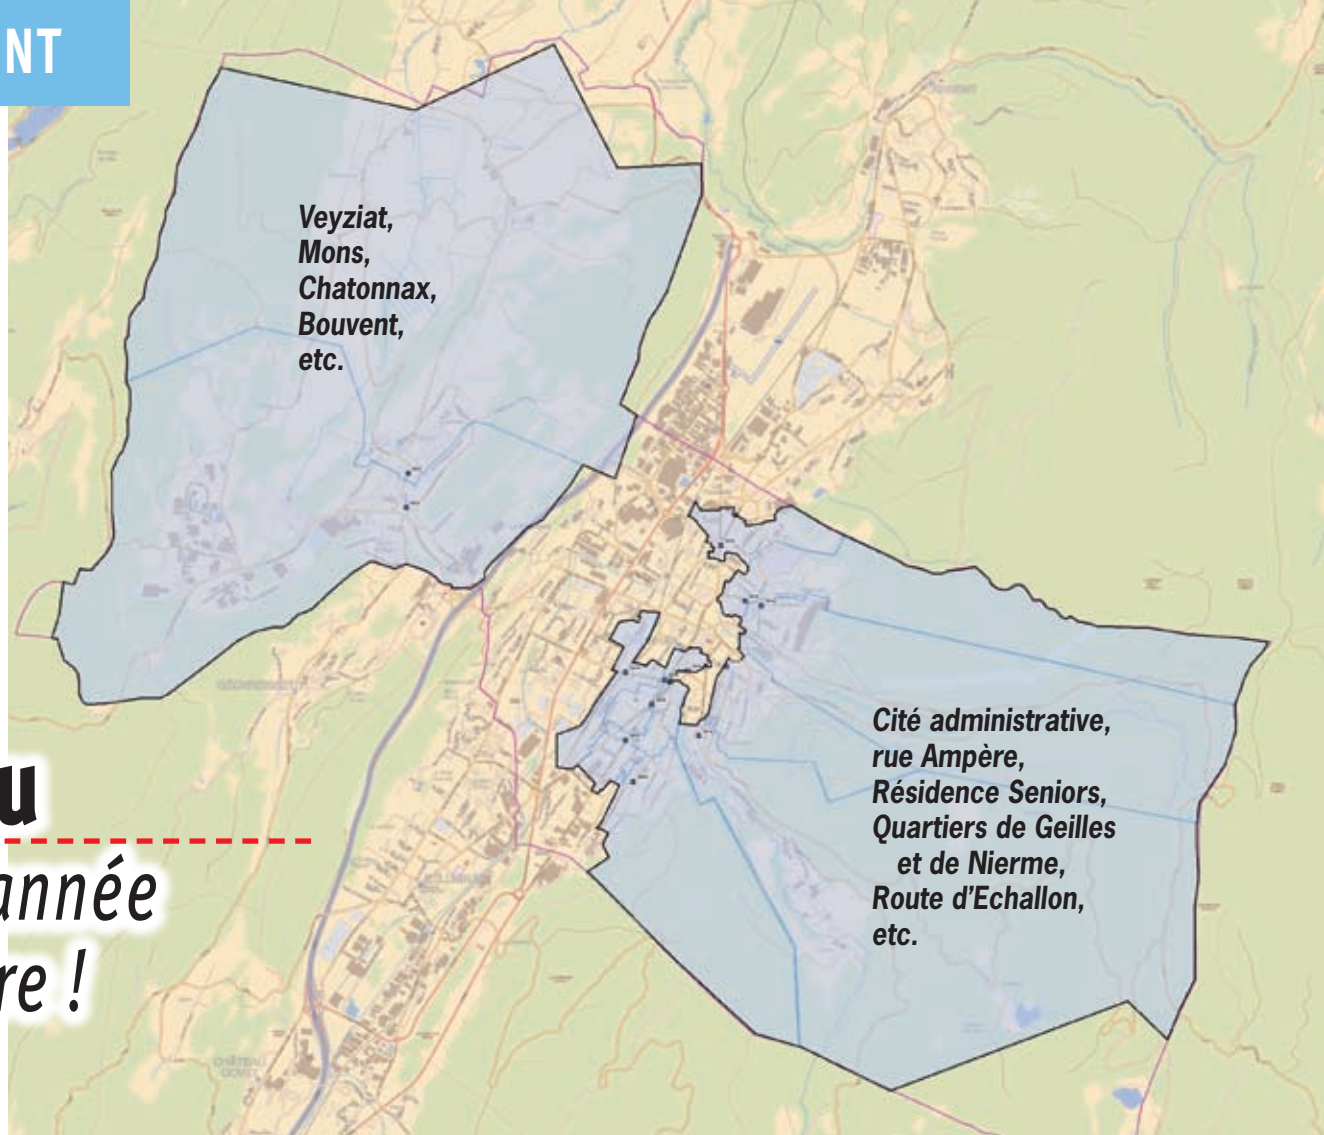 NT
Veyziat,
Mons,
Chatonnax,
Bouvent,
etc.
Cité administrative,
rue Ampère,
Résidence Seniors,
Quartiers de Geilles
et de Nierme,
Route d'Echallon,
etc.
u
année
re !
CHÂTEAU